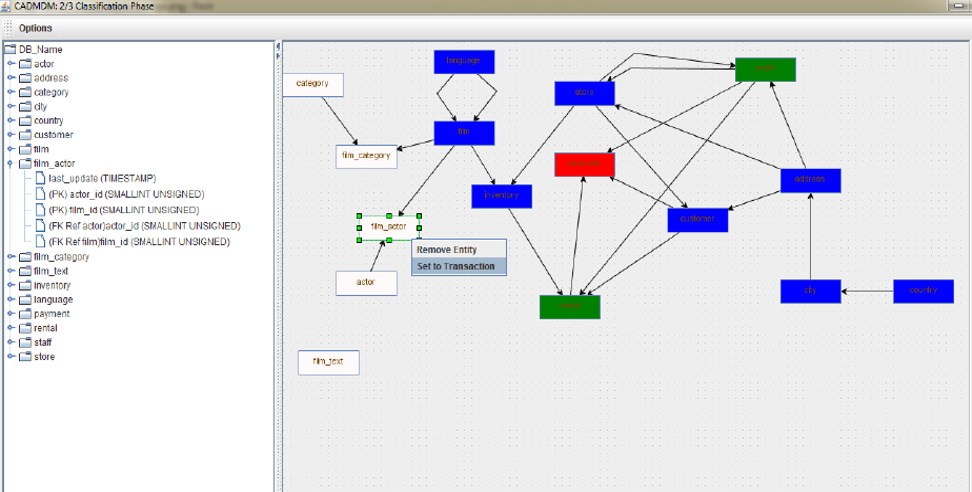 CADMDM: 2/3 Classification Phase
Options
DB_Name
actor
address
category
city
country
customer
film
film_actor
last_update (TIMESTAMP)
(PK) actor_id (SMALLINT UNSIGNED)
(PK) film_id (SMALLINT UNSIGNED)
(FK Ref actor)actor_id (SMALLINT UNSIGNED)
(FK Ref film)film_id (SMALLINT UNSIGNED)
film_category
film_text
inventory
language
payment
rental
staff
store
language
category
store
film
film_category
address
inventory
customer
film_actor
Remove Entity
Set to Transaction
actor
city
country
film_text